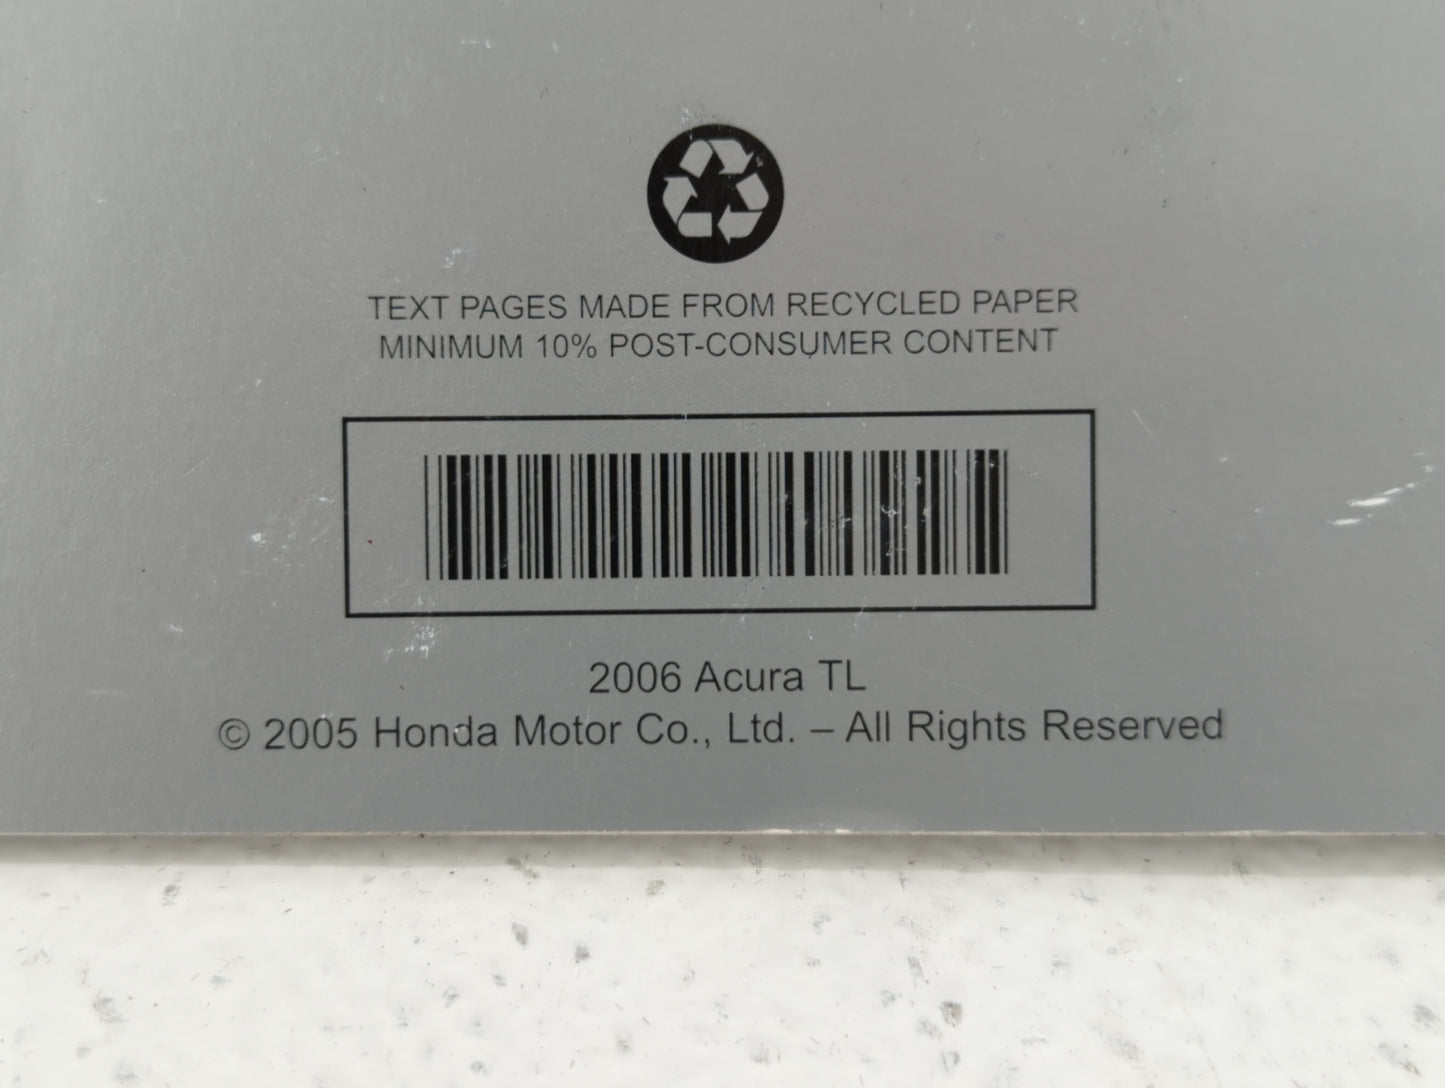 TEXT PAGES MADE FROM RECYCLED PAPER
MINIMUM 10% POST-CONSUMER CONTENT
2006 Acura TL
© 2005 Honda Motor Co., Ltd. – All Rights Reserved